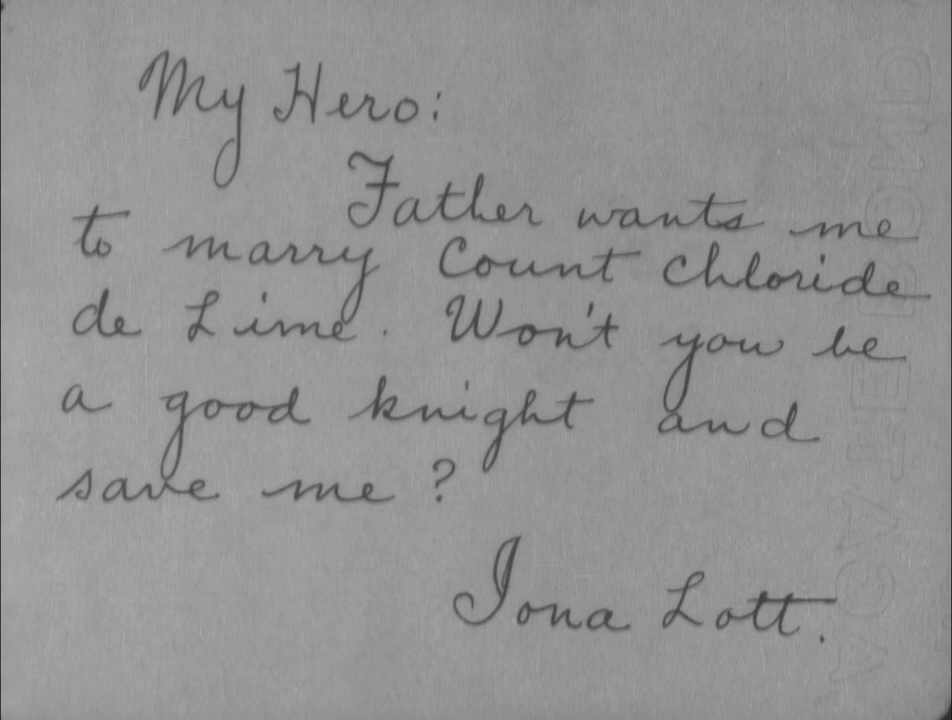 My Hero:
Father wants me
to marry Count Chloride
de Lime. Won't you be
a good knight and
save me?
Iona Lott.